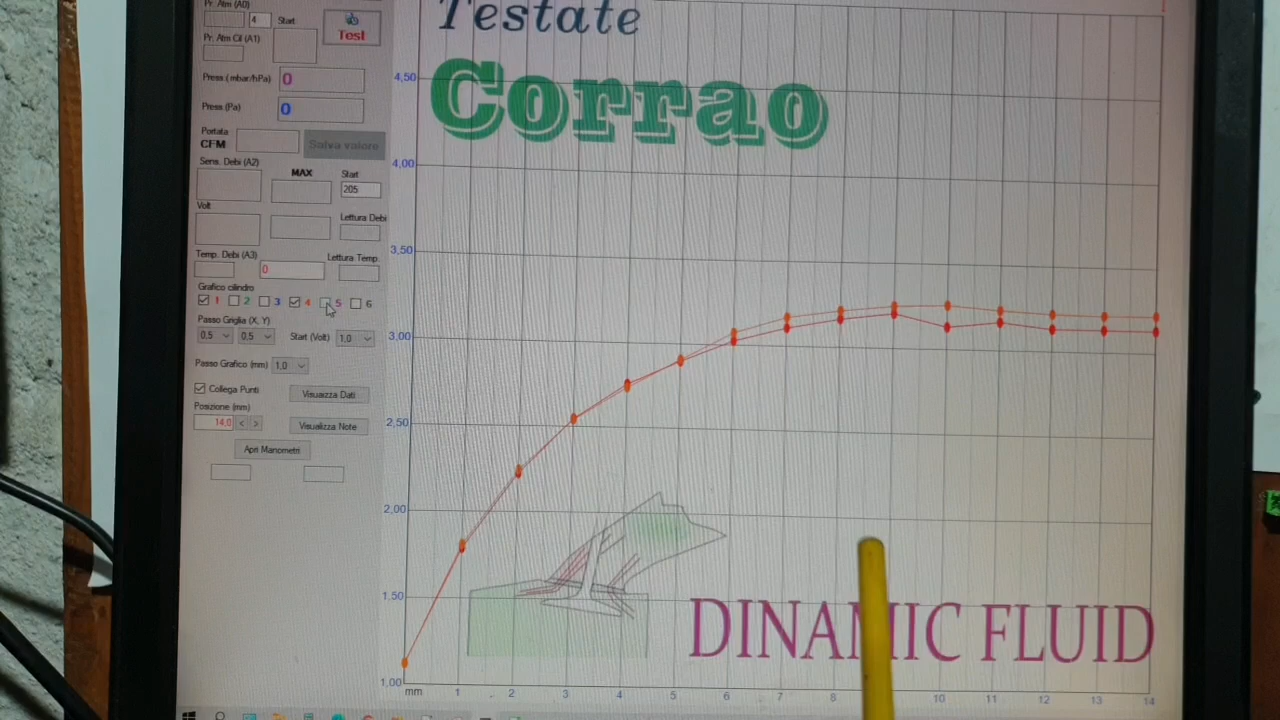 Pr. Atm (A0)
4
Start
Test
Pr. Atm Cil (A1)
Press (mbar/hPa)
0
Press (Pa)
0
Portata
CFM
Salva valore
Sens. Debi (A2)
MAX
Start
205
Volt
Lettura Debi
Temp. Debi (A3)
0
Lettura Temp.
Grafico cilindro
1 2 3 4 5 6
Passo Griglia (X, Y)
0,5
0,5
Start (Volt)
1,0
Passo Grafico (mm)
1,0
Collega Punti
Visualizza Dati
Posizione (mm)
14,0
<
>
Visualizza Note
Apri Manometri
Testate
Corrao
4,50
4,00
3,50
3,00
2,50
2,00
1,50
1,00
DINAMIC FLUID
mm 1 2 3 4 5 6 7 8 10 11 12 13 14